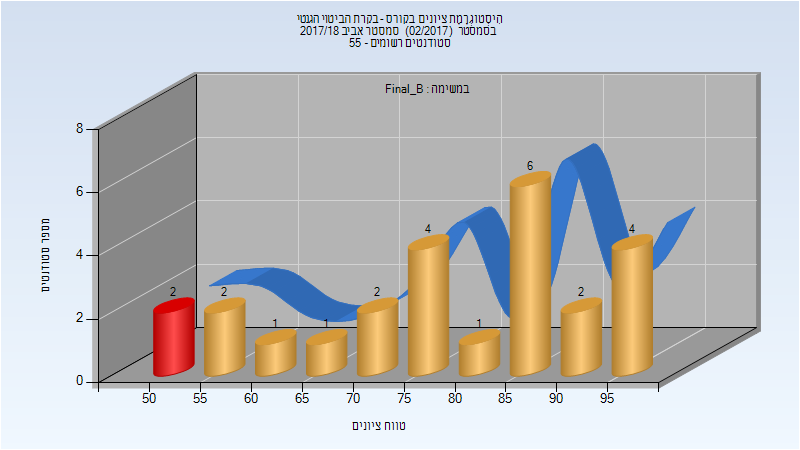 היסטוגרמת ציונים בקורס - בקרת הביטוי הגנטי
בסמסטר (02/2017) סמסטר אביב 2017/18
סטודנטים רשומים - 55
במשימה : Final_B
מספר סטודנטים
8
6
4
2
0
2
2
1
1
2
4
1
6
2
4
50 55 60 65 70 75 80 85 90 95
טווח ציונים